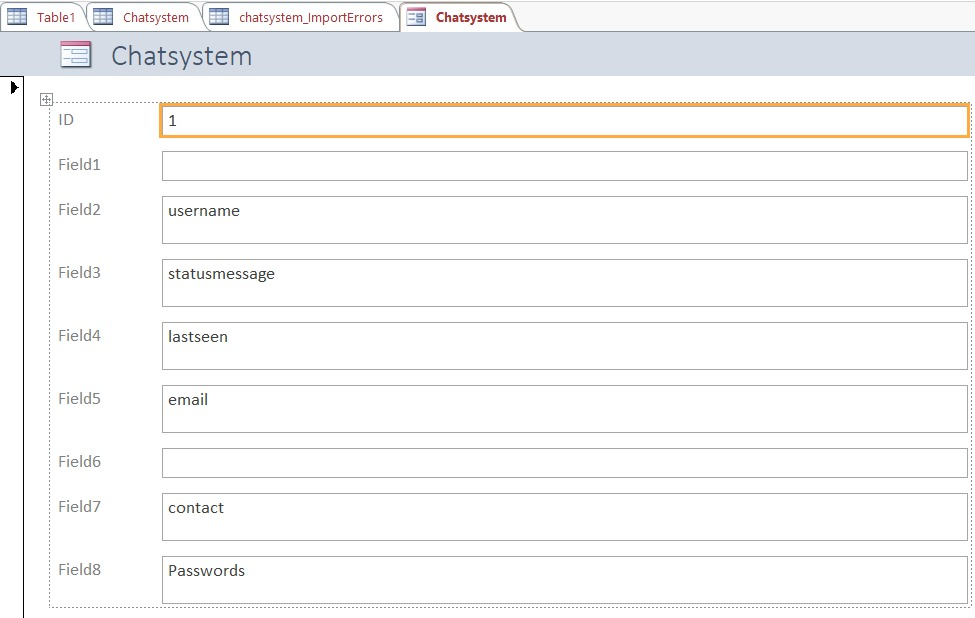 Table1
Chatsystem
chatsystem_ImportErrors
Chatsystem
Chatsystem
ID
1
Field1
Field2
username
Field3
statusmessage
Field4
lastseen
Field5
email
Field6
Field7
contact
Field8
Passwords